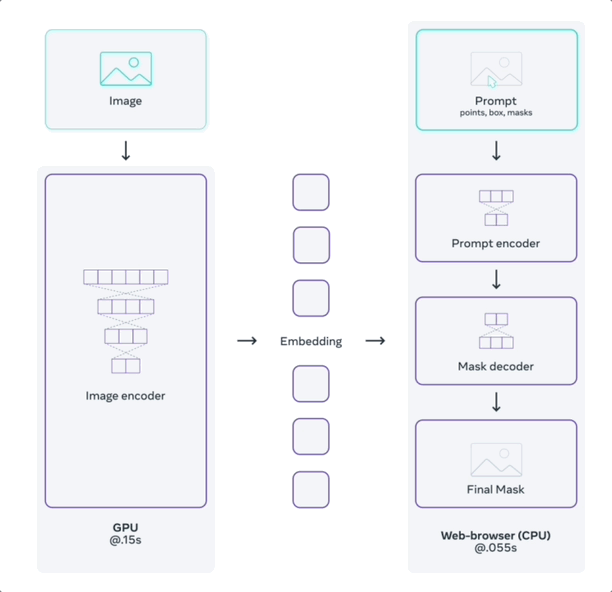 Image
Image encoder
GPU
@.15s
Embedding
Prompt
points, box, masks
Prompt encoder
Mask decoder
Final Mask
Web-browser (CPU)
@.055s